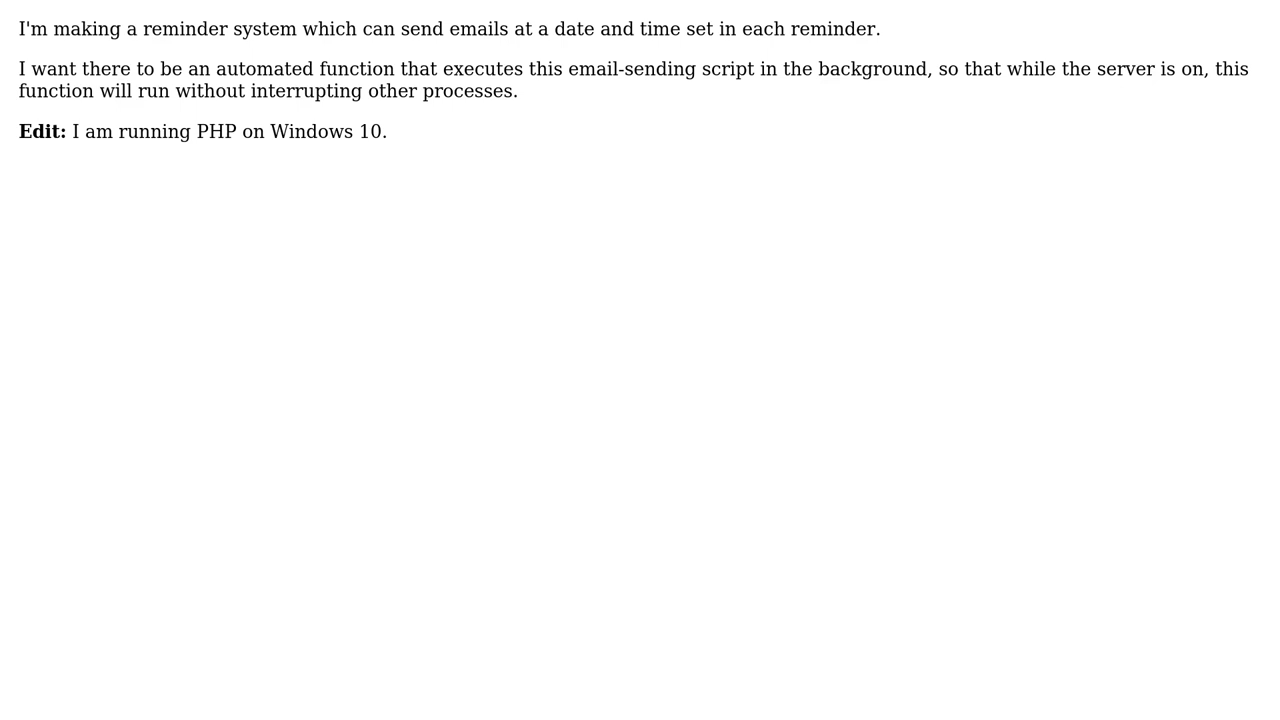 I'm making a reminder system which can send emails at a date and time set in each reminder.
I want there to be an automated function that executes this email-sending script in the background, so that while the server is on, this
function will run without interrupting other processes.
Edit: I am running PHP on Windows 10.